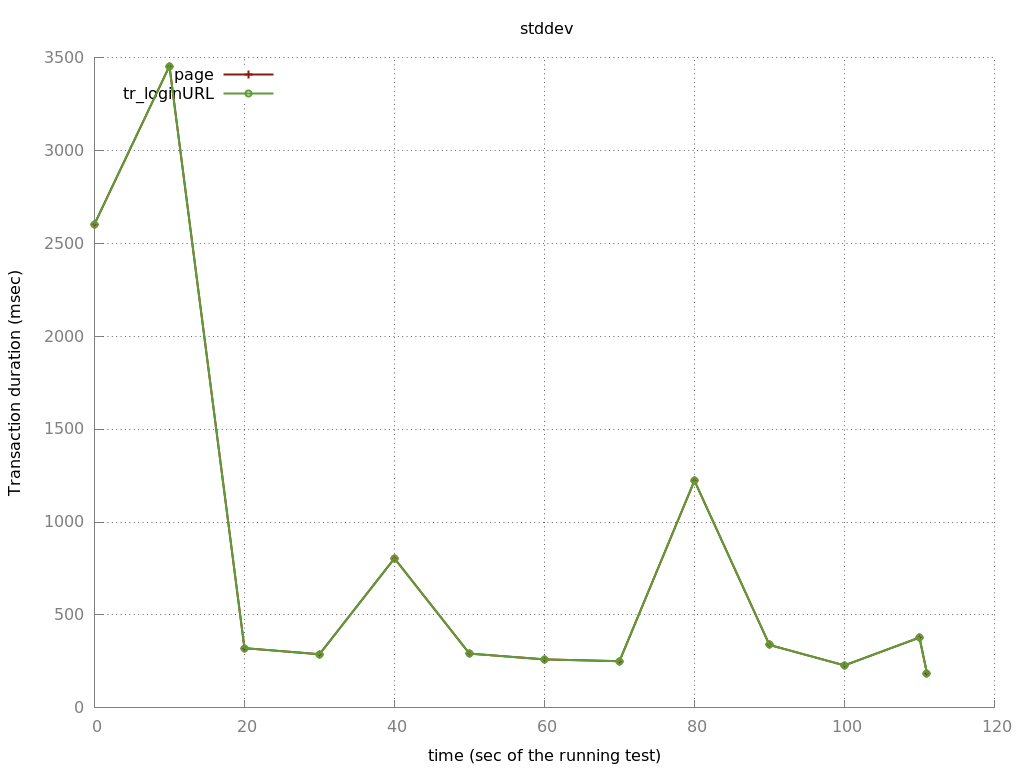 stddev
3500
page
tr_loginURL
3000
2500
2000
1500
1000
500
0
Transaction duration (msec)
0 20 40 60 80 100 120
time (sec of the running test)